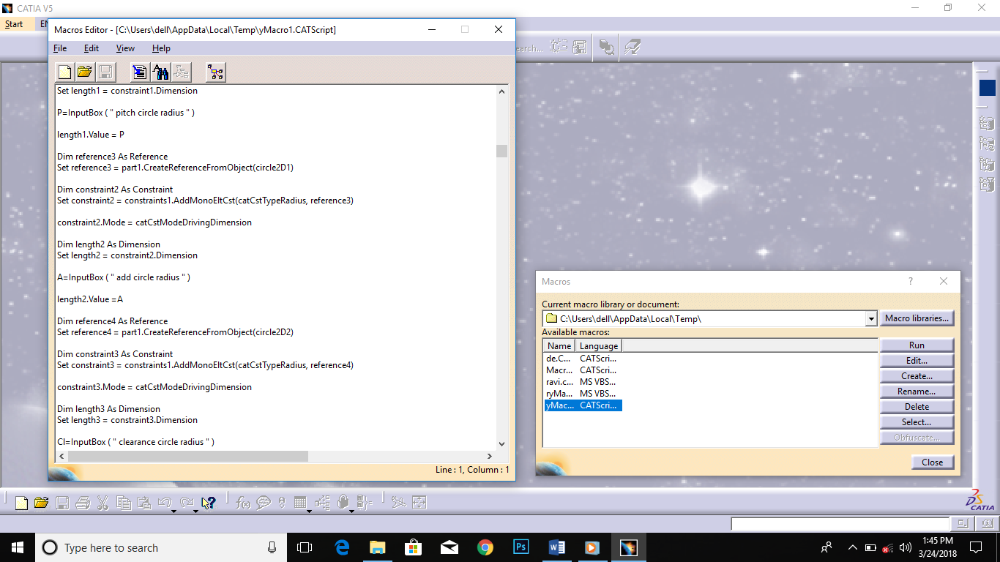 CATIA V5
Start
EN
Macros Editor - [C:\Users\dell\AppData\Local\Temp\yMacro1.CATScript]
File Edit View Help
earch...
Set length1 = constraint1.Dimension
P=InputBox ( " pitch circle radius " )
length1.Value = P
Dim reference3 As Reference
Set reference3 = part1.CreateReferenceFromObject(circle2D1)
Dim constraint2 As Constraint
Set constraint2 = constraints1.AddMonoEltCst(catCstTypeRadius, reference3)
constraint2.Mode = catCstModeDrivingDimension
Dim length2 As Dimension
Set length2 = constraint2.Dimension
A=InputBox ( " add circle radius " )
length2.Value =A
Dim reference4 As Reference
Set reference4 = part1.CreateReferenceFromObject(circle2D2)
Dim constraint3 As Constraint
Set constraint3 = constraints1.AddMonoEltCst(catCstTypeRadius, reference4)
constraint3.Mode = catCstModeDrivingDimension
Dim length3 As Dimension
Set length3 = constraint3.Dimension
Cl=InputBox ( " clearance circle radius " )
Line : 1, Column : 1
Macros
Current macro library or document:
C:\Users\dell\AppData\Local\Temp\
Macro libraries...
Available macros:
Name Language
de.C... CATScri...
Macr... CATScri...
ravi.c... MS VBS...
ryMa... MS VBS...
yMac... CATScri...
Run
Edit...
Create...
Rename...
Delete
Select...
Obfuscate...
Close
f(x)
DS CATIA
Type here to search
Ps
1:45 PM
3/24/2018